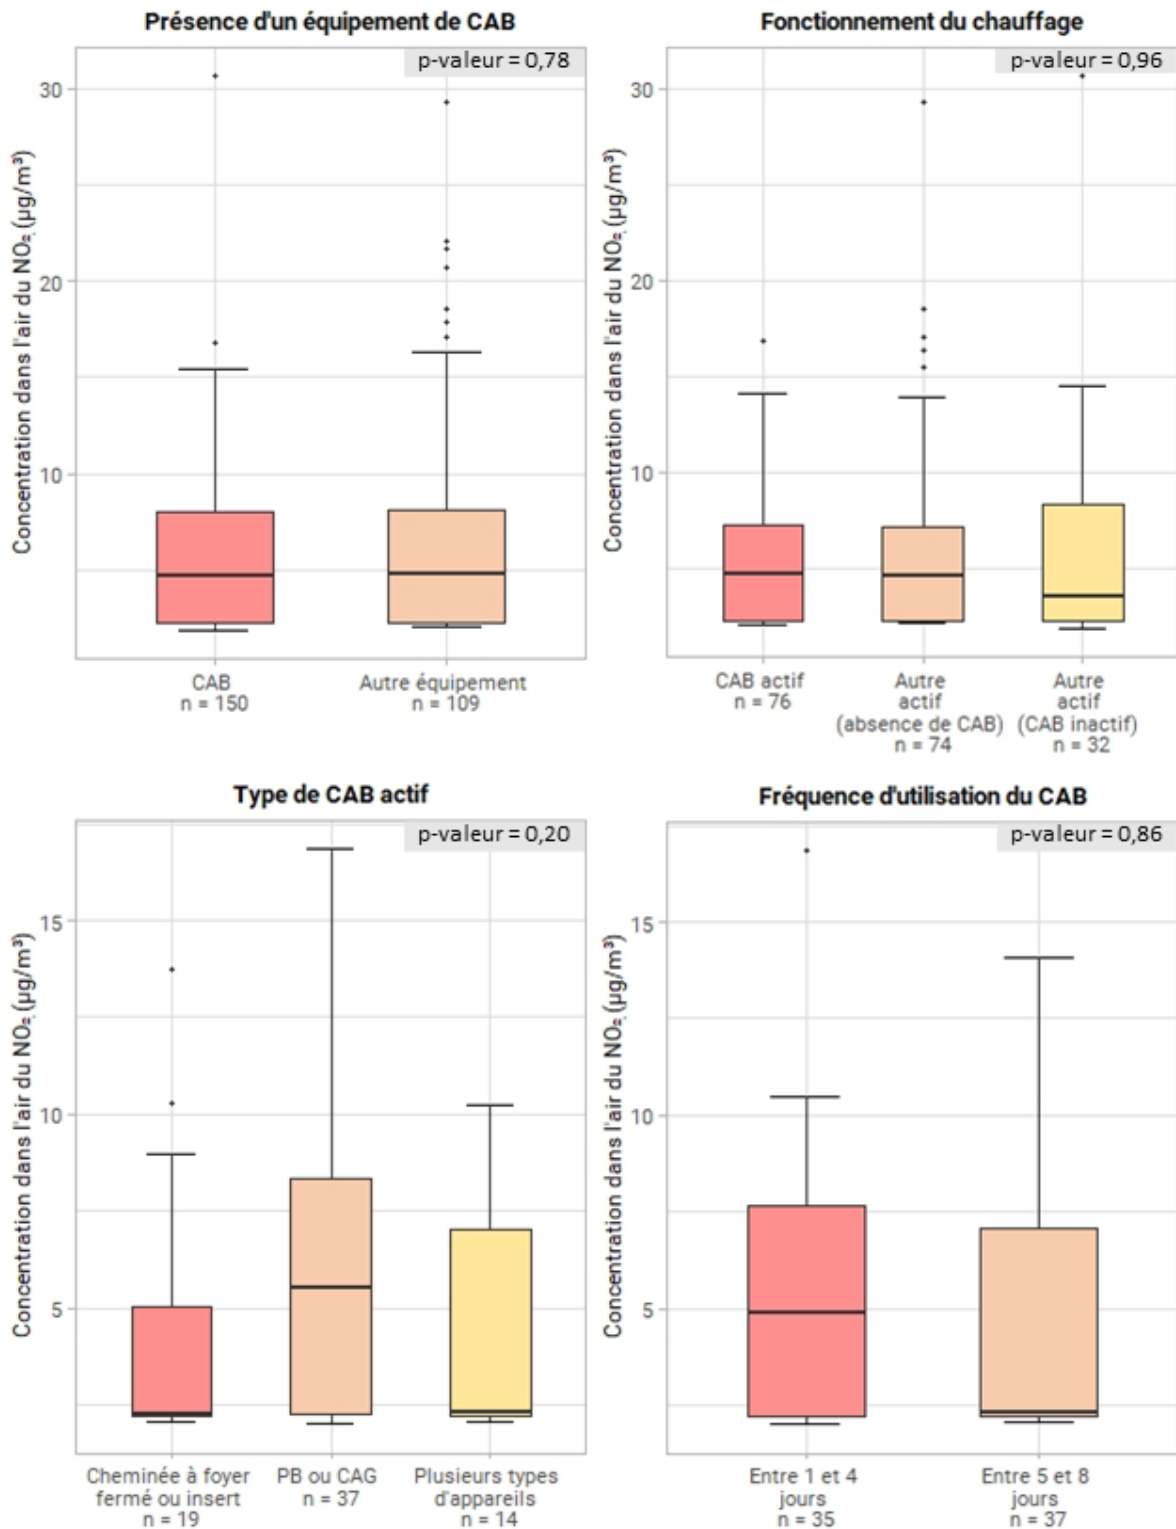 Présence d'un équipement de CAB
p-valeur = 0,78
Concentration dans l'air du NO₂ (µg/m³)
30
20
10
CAB
n = 150
Autre équipement
n = 109
Fonctionnement du chauffage
p-valeur = 0,96
Concentration dans l'air du NO₂ (µg/m³)
30
20
10
CAB actif
n = 76
Autre
actif
(absence de CAB)
n = 74
Autre
actif
(CAB inactif)
n = 32
Type de CAB actif
p-valeur = 0,20
Concentration dans l'air du NO₂ (µg/m³)
15
10
5
Cheminée à foyer
fermé ou insert
n = 19
PB ou CAG
n = 37
Plusieurs types
d'appareils
n = 14
Fréquence d'utilisation du CAB
p-valeur = 0,86
Concentration dans l'air du NO₂ (µg/m³)
15
10
5
Entre 1 et 4
jours
n = 35
Entre 5 et 8
jours
n = 37